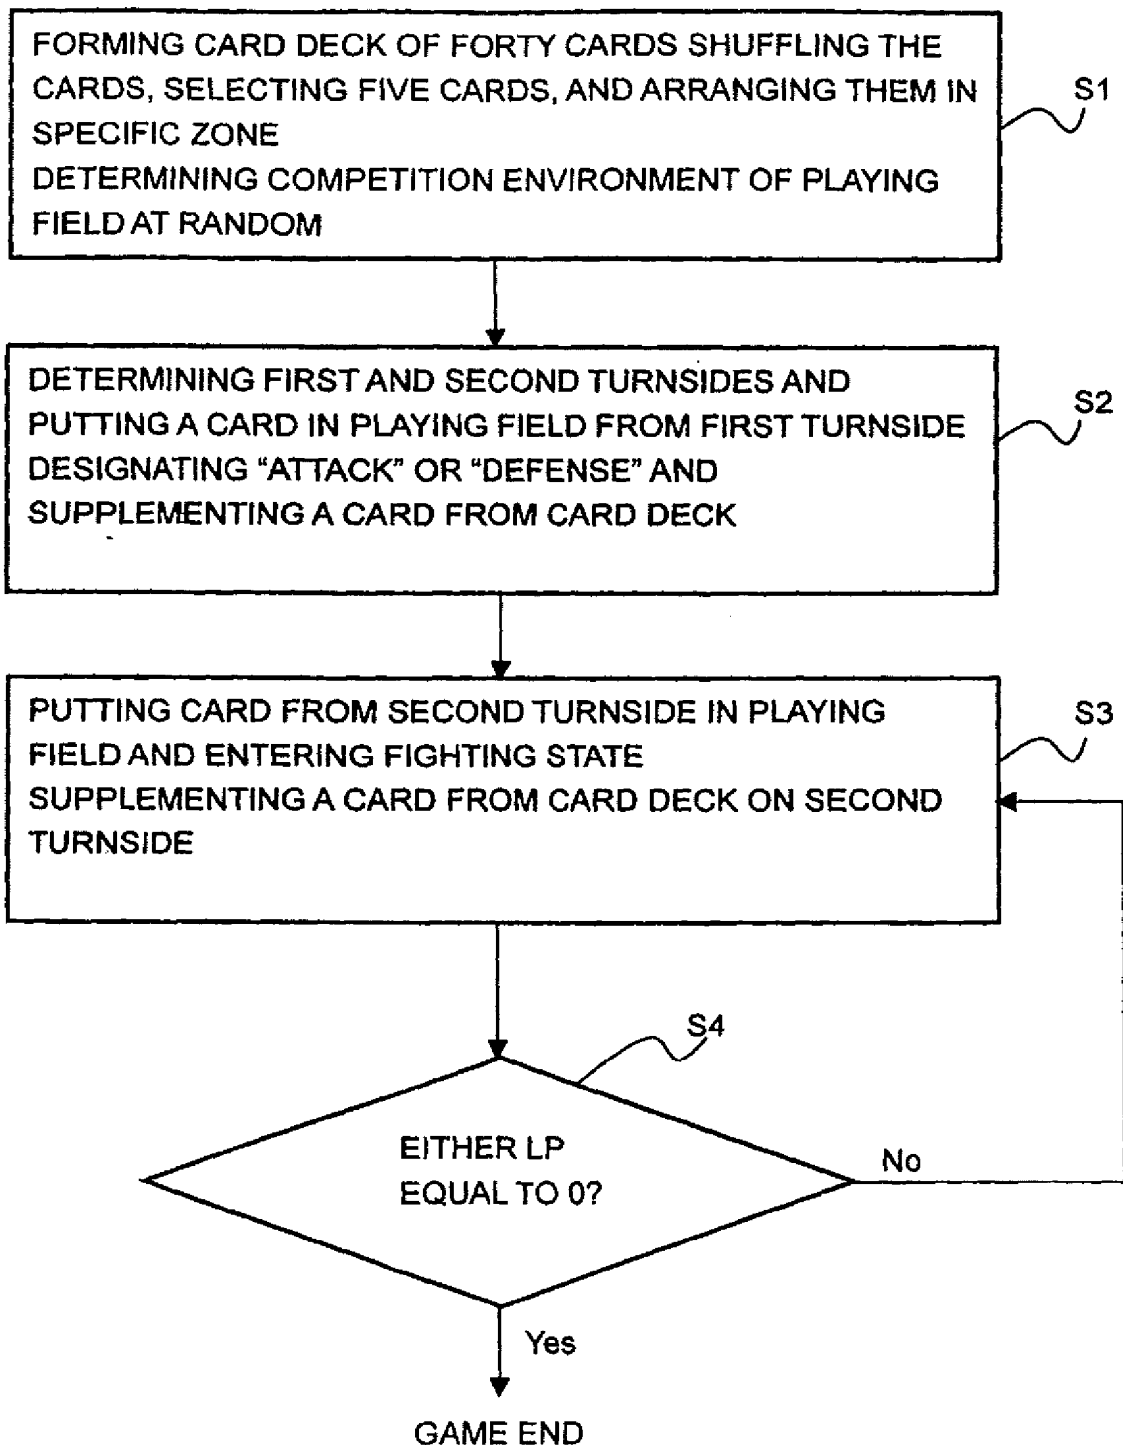 FORMING CARD DECK OF FORTY CARDS SHUFFLING THE
CARDS, SELECTING FIVE CARDS, AND ARRANGING THEM IN
SPECIFIC ZONE
DETERMINING COMPETITION ENVIRONMENT OF PLAYING
FIELD AT RANDOM
S1
DETERMINING FIRST AND SECOND TURNSIDES AND
PUTTING A CARD IN PLAYING FIELD FROM FIRST TURNSIDE
DESIGNATING “ATTACK” OR “DEFENSE” AND
SUPPLEMENTING A CARD FROM CARD DECK
S2
PUTTING CARD FROM SECOND TURNSIDE IN PLAYING
FIELD AND ENTERING FIGHTING STATE
SUPPLEMENTING A CARD FROM CARD DECK ON SECOND
TURNSIDE
S3
S4
EITHER LP
EQUAL TO 0?
No
Yes
GAME END